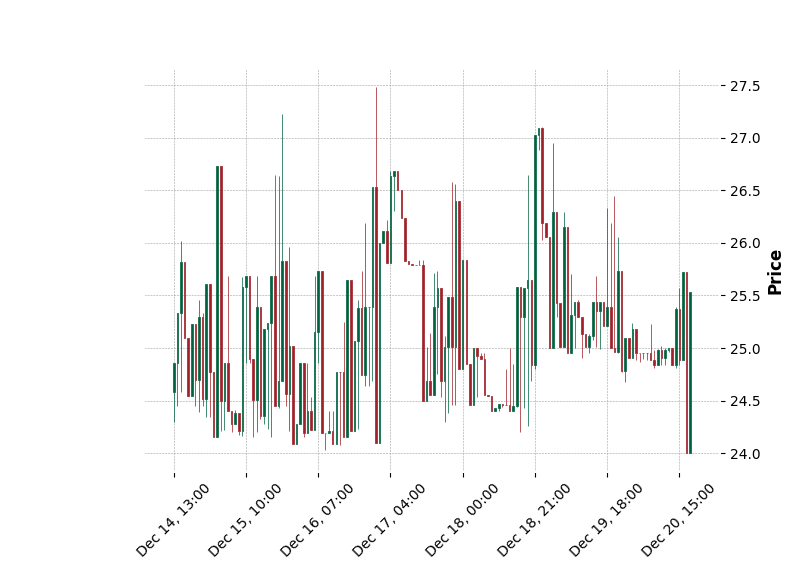 27.5
27.0
26.5
26.0
25.5
25.0
24.5
24.0
Price
Dec 14, 13:00
Dec 15, 10:00
Dec 16, 07:00
Dec 17, 04:00
Dec 18, 00:00
Dec 18, 21:00
Dec 19, 18:00
Dec 20, 15:00